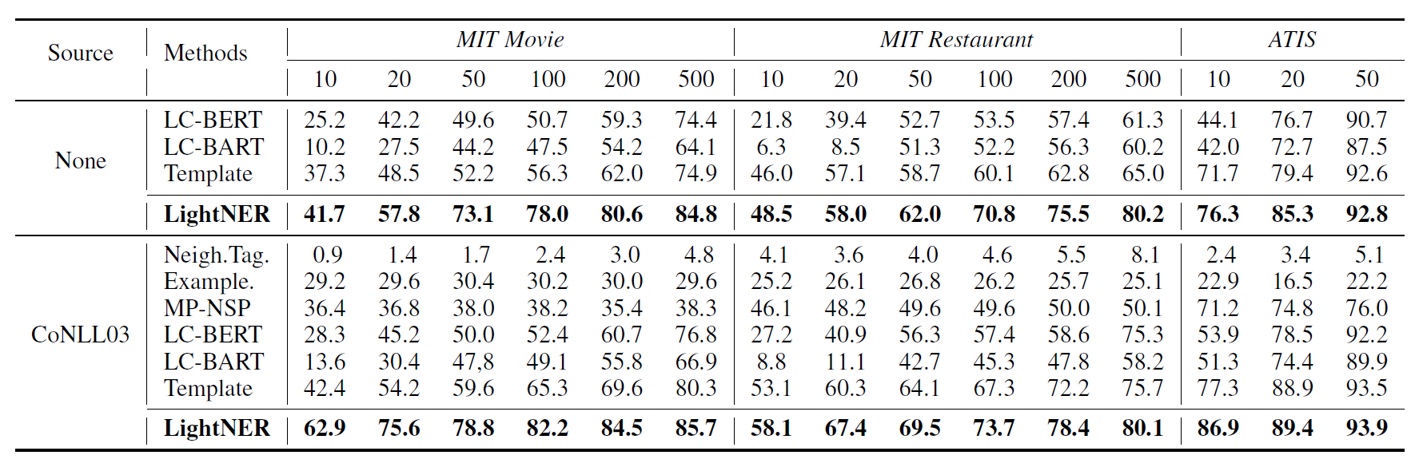 Source Methods MIT Movie MIT Restaurant ATIS
10 20 50 100 200 500 10 20 50 100 200 500 10 20 50
None
LC-BERT 25.2 42.2 49.6 50.7 59.3 74.4 21.8 39.4 52.7 53.5 57.4 61.3 44.1 76.7 90.7
LC-BART 10.2 27.5 44.2 47.5 54.2 64.1 6.3 8.5 51.3 52.2 56.3 60.2 42.0 72.7 87.5
Template 37.3 48.5 52.2 56.3 62.0 74.9 46.0 57.1 58.7 60.1 62.8 65.0 71.7 79.4 92.6
LightNER 41.7 57.8 73.1 78.0 80.6 84.8 48.5 58.0 62.0 70.8 75.5 80.2 76.3 85.3 92.8
CoNLL03
Neigh.Tag. 0.9 1.4 1.7 2.4 3.0 4.8 4.1 3.6 4.0 4.6 5.5 8.1 2.4 3.4 5.1
Example. 29.2 29.6 30.4 30.2 30.0 29.6 25.2 26.1 26.8 26.2 25.7 25.1 22.9 16.5 22.2
MP-NSP 36.4 36.8 38.0 38.2 35.4 38.3 46.1 48.2 49.6 49.6 50.0 50.1 71.2 74.8 76.0
LC-BERT 28.3 45.2 50.0 52.4 60.7 76.8 27.2 40.9 56.3 57.4 58.6 75.3 53.9 78.5 92.2
LC-BART 13.6 30.4 47,8 49.1 55.8 66.9 8.8 11.1 42.7 45.3 47.8 58.2 51.3 74.4 89.9
Template 42.4 54.2 59.6 65.3 69.6 80.3 53.1 60.3 64.1 67.3 72.2 75.7 77.3 88.9 93.5
LightNER 62.9 75.6 78.8 82.2 84.5 85.7 58.1 67.4 69.5 73.7 78.4 80.1 86.9 89.4 93.9